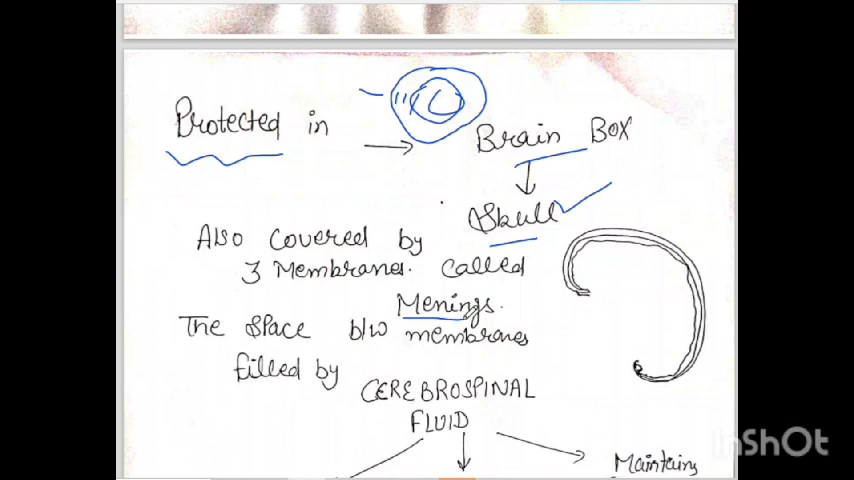 Protected in
Brain Box
Skull
Also covered by
3 Membranes. called
Menings.
The space b/w membranes
filled by
CEREBROSPINAL
FLUID
Maintains
InShOt